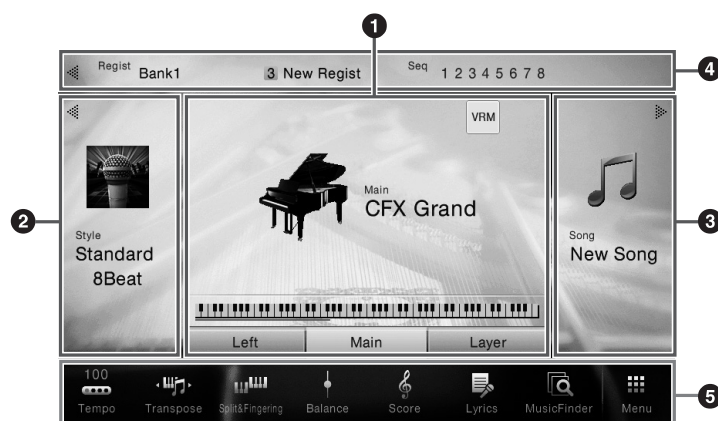 1
Regist Bank1 3 New Regist Seq 1 2 3 4 5 6 7 8 4
VRM
Main
CFX Grand
2
Style
Standard
8Beat
3
Song
New Song
Left Main Layer
100
Tempo Transpose Split&Fingering Balance Score Lyrics MusicFinder Menu
5